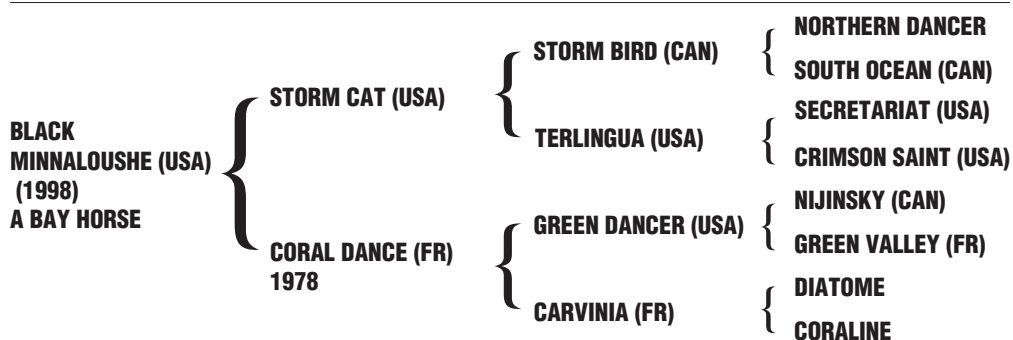 BLACK
MINNALOUSHE (USA)
(1998)
A BAY HORSE
STORM CAT (USA)
CORAL DANCE (FR)
1978
STORM BIRD (CAN)
TERLINGUA (USA)
GREEN DANCER (USA)
CARVINIA (FR)
NORTHERN DANCER
SOUTH OCEAN (CAN)
SECRETARIAT (USA)
CRIMSON SAINT (USA)
NIJINSKY (CAN)
GREEN VALLEY (FR)
DIATOME
CORALINE